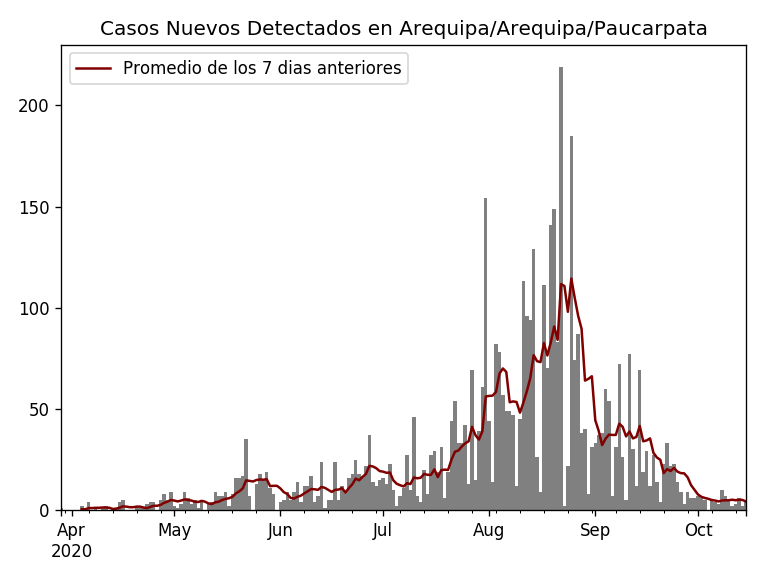 Casos Nuevos Detectados en Arequipa/Arequipa/Paucarpata
Promedio de los 7 dias anteriores
200
150
100
50
0
Apr May Jun Jul Aug Sep Oct
2020